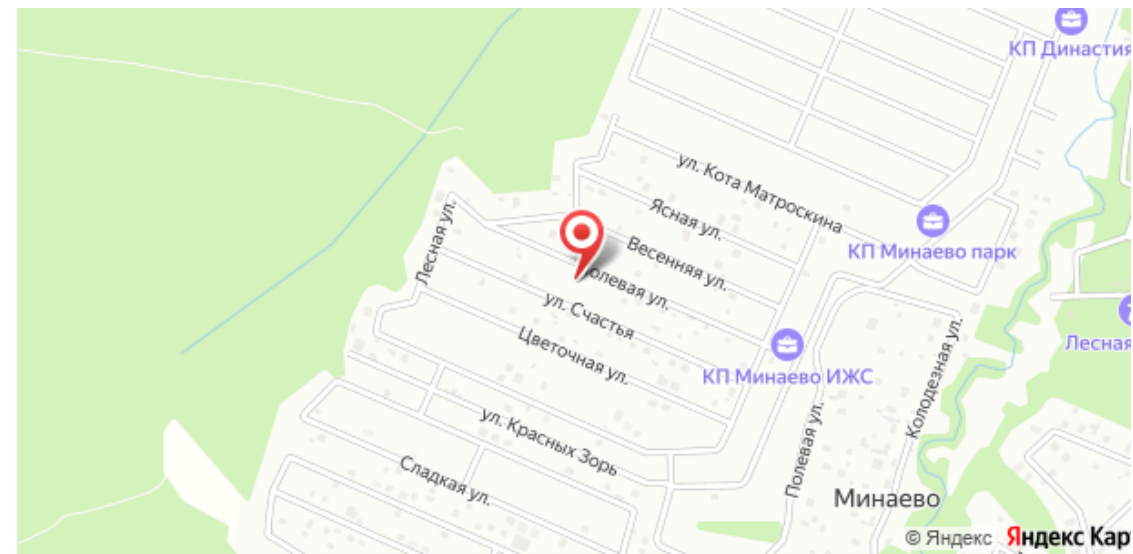 КП Династия
ул. Кота Матроскина
Ясная ул.
КП Минаево парк
Лесная ул.
Весенняя ул.
олевая ул.
ул. Счастья
Цветочная ул.
КП Минаево ИЖС
Лесная
Колодезная ул.
Полевая ул.
ул. Красных Зорь
Сладкая ул.
Минаево
© Яндекс Яндекс Кар